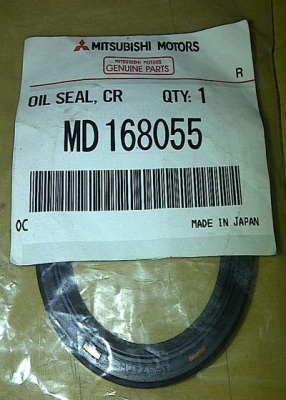 MITSUBISHI MOTORS
MITSUBISHI MOTORS
GENUINE PARTS
R
OIL SEAL, CR QTY: 1
MD 168055
OC MADE IN JAPAN